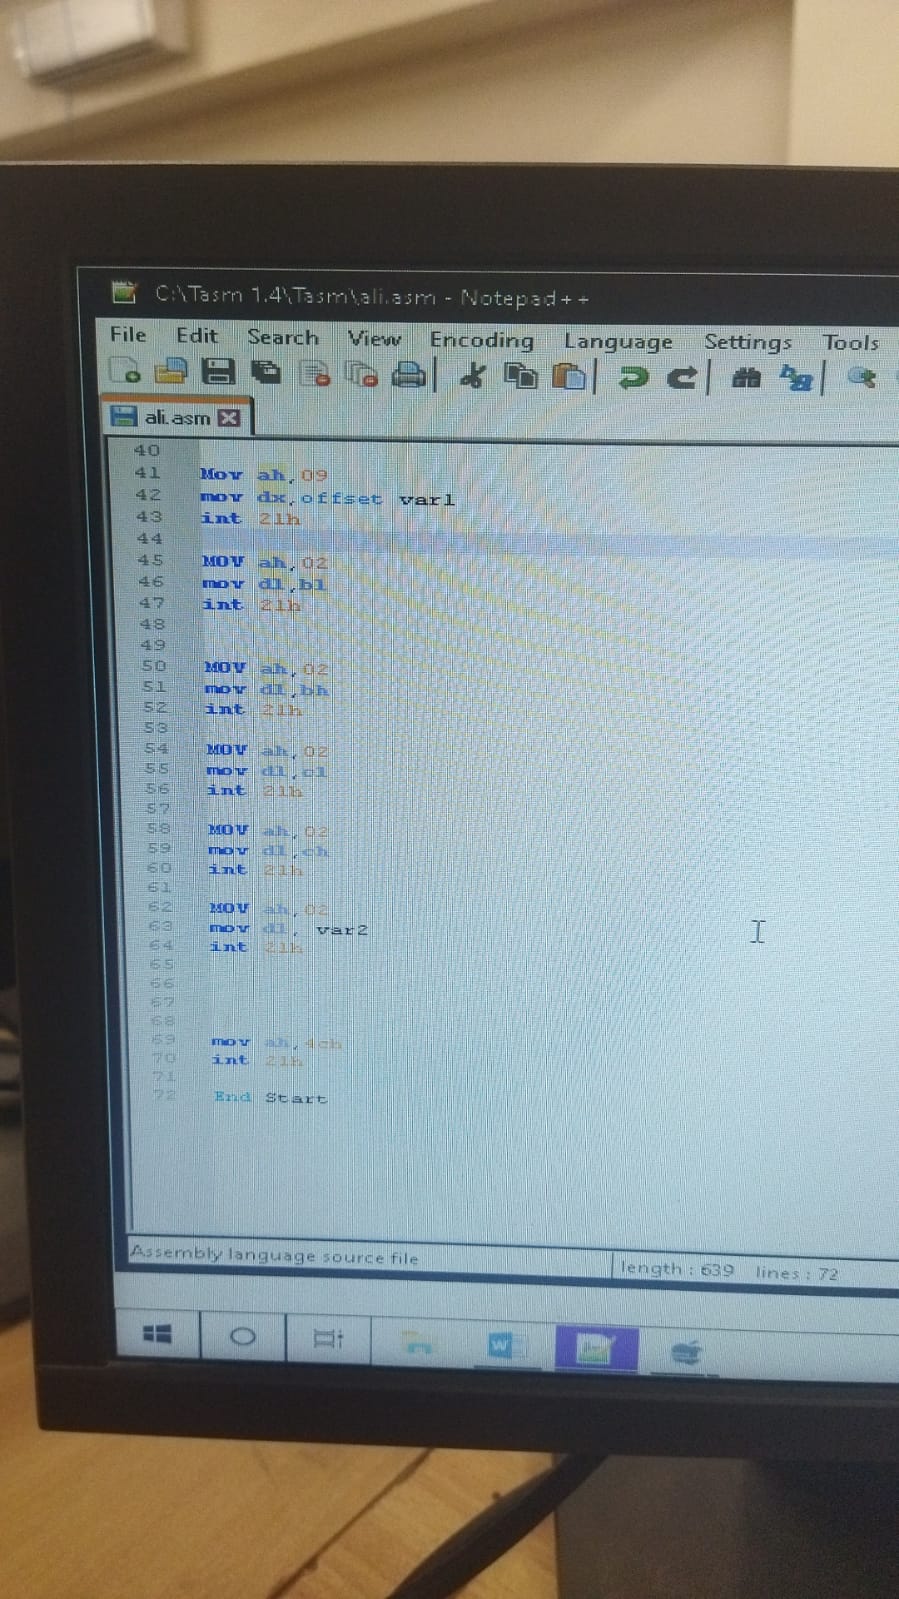 C:\Tasm 1.4\Tasm\ali.asm - Notepad++
File Edit Search View Encoding Language Settings Tools
ali.asm
40
41 Mov ah,09
42 mov dx,offset var1
43 int 21h
44
45 MOV ah,02
46 mov dl,bl
47 int 21h
48
49
50 MOV ah,02
51 mov dl,bh
52 int 21h
53
54 MOV ah,02
55 mov dl,cl
56 int 21h
57
58 MOV ah,02
59 mov dl,ch
60 int 21h
61
62 MOV ah,02
63 mov dl, var2
64 int 21h
65
66
67
68
69 mov ah,4ch
70 int 21h
71
72 End Start
Assembly language source file length : 639 lines : 72